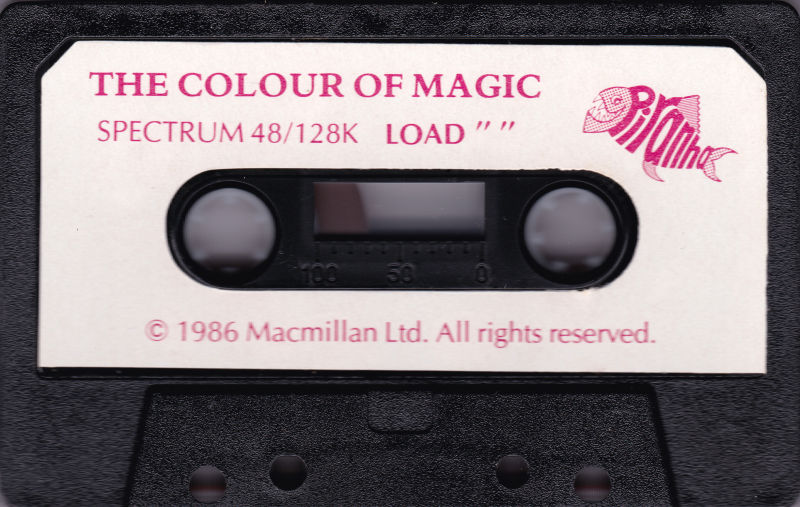 THE COLOUR OF MAGIC
SPECTRUM 48/128K LOAD " "
Piranha
100 50 0
© 1986 Macmillan Ltd. All rights reserved.